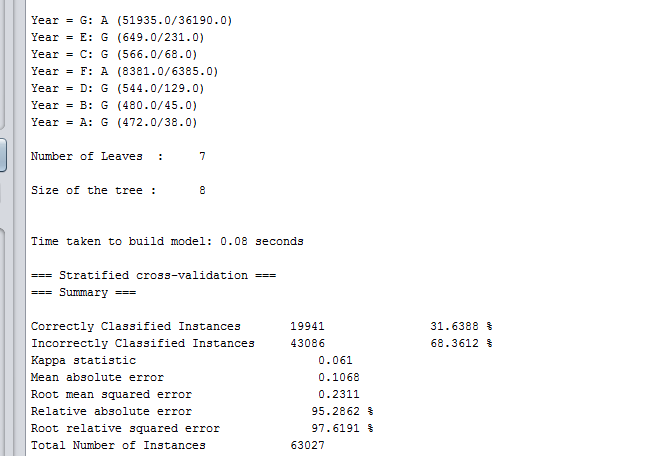 Year = G: A (51935.0/36190.0)
Year = E: G (649.0/231.0)
Year = C: G (566.0/68.0)
Year = F: A (8381.0/6385.0)
Year = D: G (544.0/129.0)
Year = B: G (480.0/45.0)
Year = A: G (472.0/38.0)
Number of Leaves : 7
Size of the tree : 8
Time taken to build model: 0.08 seconds
=== Stratified cross-validation ===
=== Summary ===
Correctly Classified Instances 19941 31.6388 %
Incorrectly Classified Instances 43086 68.3612 %
Kappa statistic 0.061
Mean absolute error 0.1068
Root mean squared error 0.2311
Relative absolute error 95.2862 %
Root relative squared error 97.6191 %
Total Number of Instances 63027